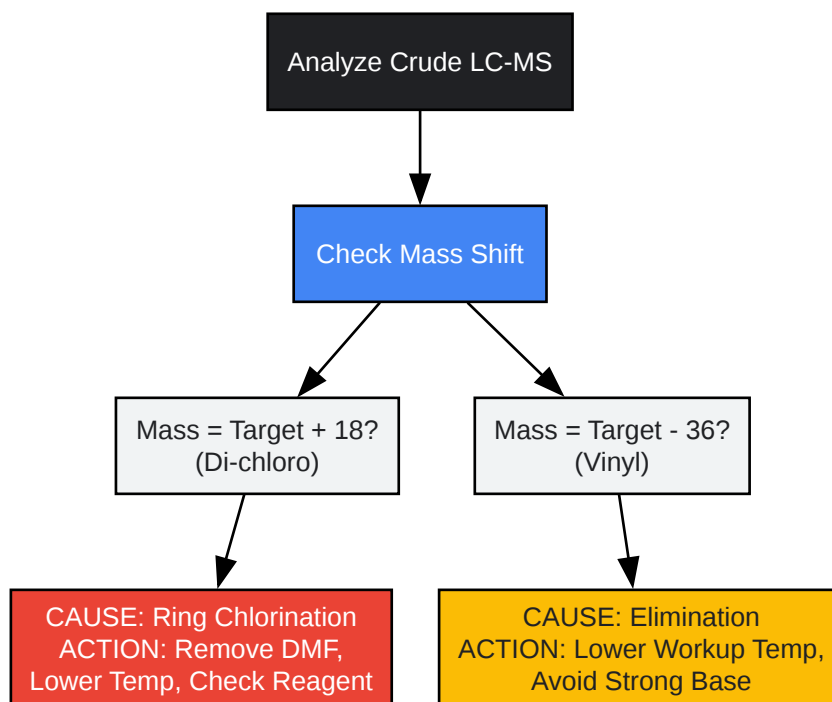 Analyze Crude LC-MS
Check Mass Shift
Mass = Target + 18?
(Di-chloro)
Mass = Target - 36?
(Vinyl)
CAUSE: Ring Chlorination
ACTION: Remove DMF,
Lower Temp, Check Reagent
CAUSE: Elimination
ACTION: Lower Workup Temp,
Avoid Strong Base